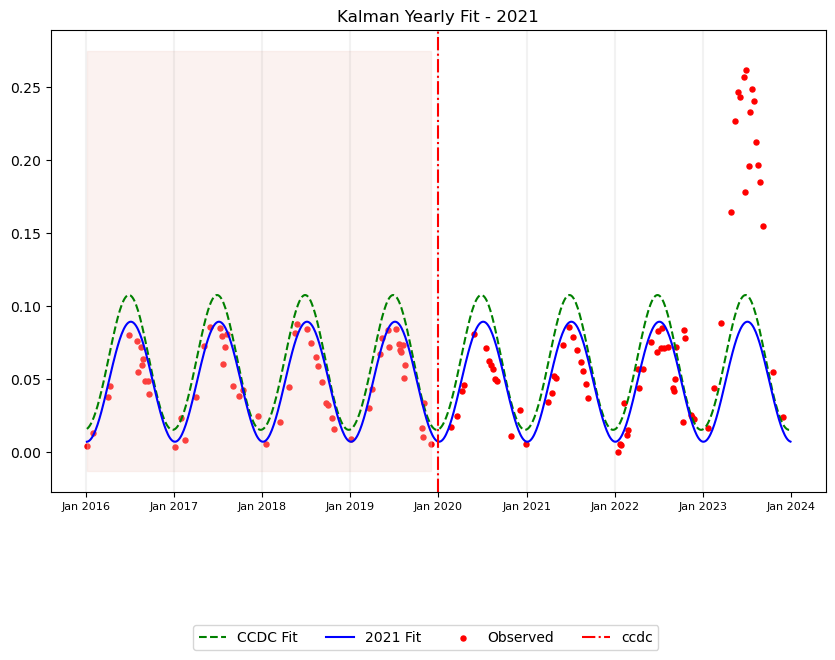 Kalman Yearly Fit - 2021
0.25
0.20
0.15
0.10
0.05
0.00
Jan 2016 Jan 2017 Jan 2018 Jan 2019 Jan 2020 Jan 2021 Jan 2022 Jan 2023 Jan 2024
CCDC Fit 2021 Fit Observed ccdc